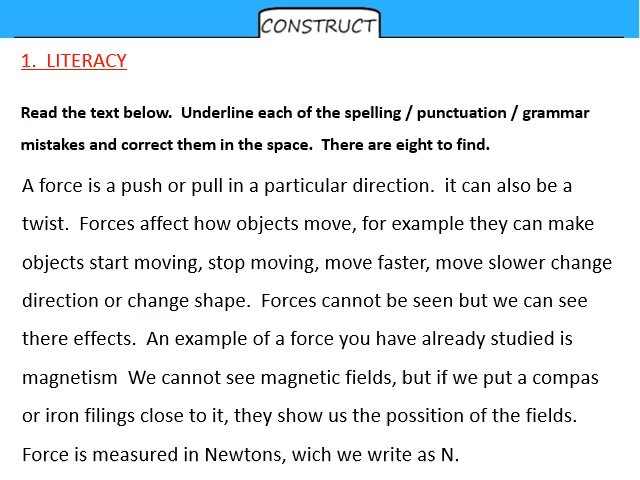 CONSTRUCT
1. LITERACY
Read the text below. Underline each of the spelling / punctuation / grammar
mistakes and correct them in the space. There are eight to find.
A force is a push or pull in a particular direction. it can also be a
twist. Forces affect how objects move, for example they can make
objects start moving, stop moving, move faster, move slower change
direction or change shape. Forces cannot be seen but we can see
there effects. An example of a force you have already studied is
magnetism We cannot see magnetic fields, but if we put a compas
or iron filings close to it, they show us the possition of the fields.
Force is measured in Newtons, wich we write as N.